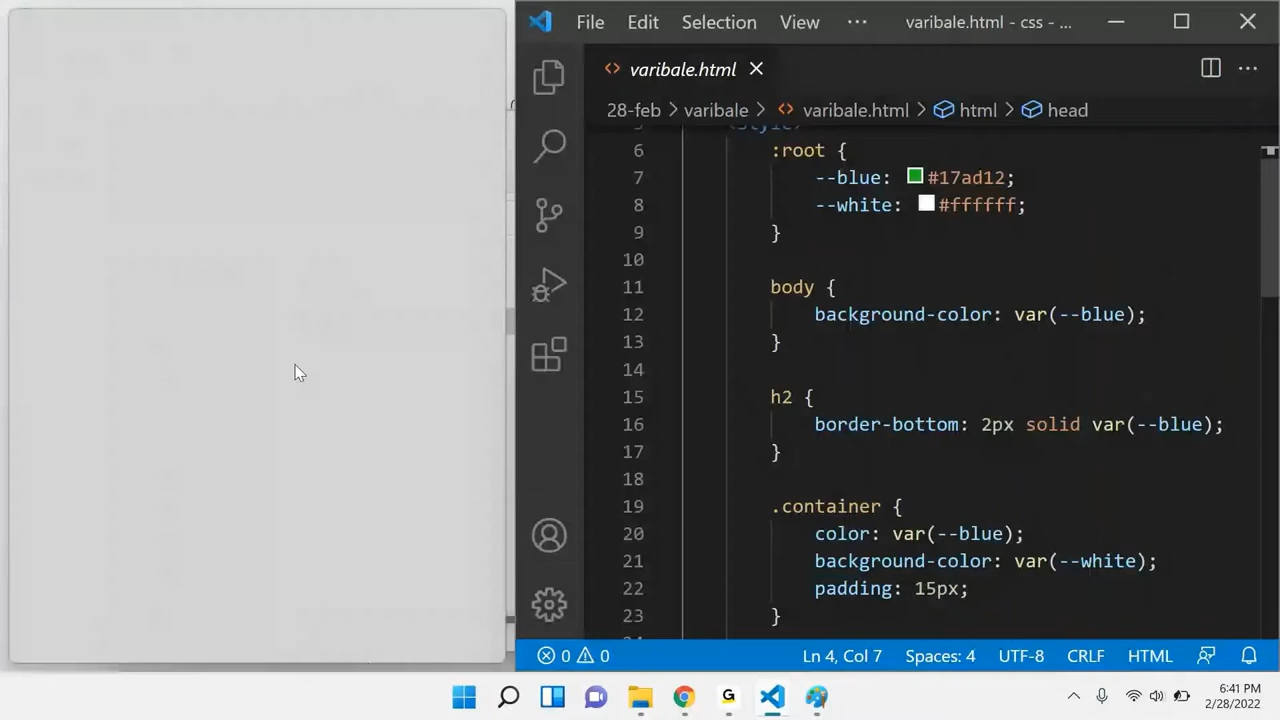 File Edit Selection View ··· varibale.html - css - ...
varibale.html
28-feb > varibale > varibale.html > html > head
<style>
6 :root {
7 --blue: #17ad12;
8 --white: #ffffff;
9 }
10
11 body {
12 background-color: var(--blue);
13 }
14
15 h2 {
16 border-bottom: 2px solid var(--blue);
17 }
18
19 .container {
20 color: var(--blue);
21 background-color: var(--white);
22 padding: 15px;
23 }
0 0 Ln 4, Col 7 Spaces: 4 UTF-8 CRLF HTML
G
6:41 PM
2/28/2022